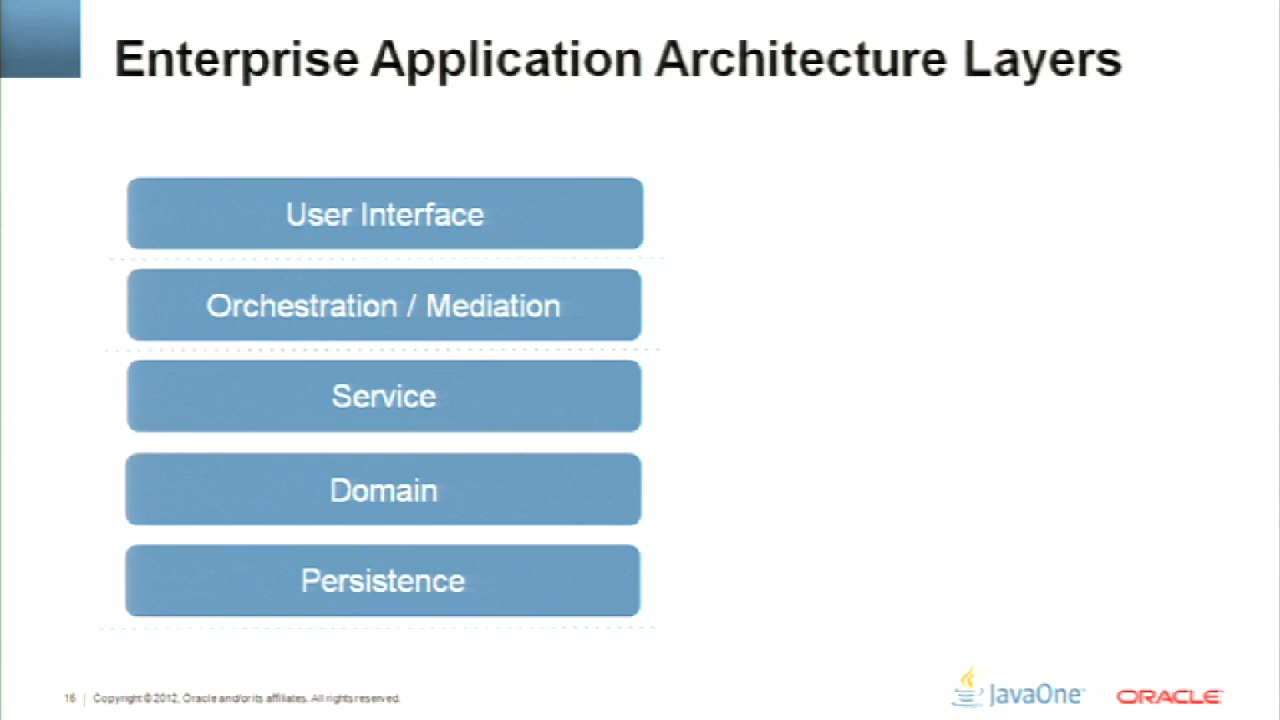 Enterprise Application Architecture Layers
User Interface
Orchestration / Mediation
Service
Domain
Persistence
16 | Copyright © 2012, Oracle and/or its affiliates. All rights reserved.
JavaOne
ORACLE